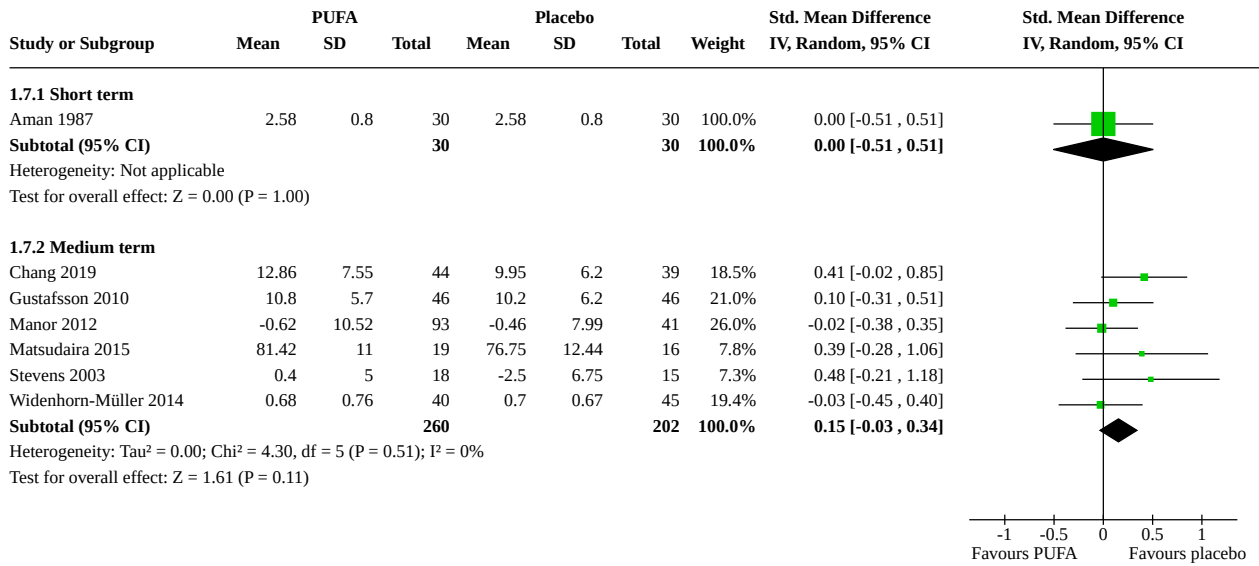 PUFA Placebo Std. Mean Difference Std. Mean Difference
Study or Subgroup Mean SD Total Mean SD Total Weight IV, Random, 95% CI IV, Random, 95% CI
1.7.1 Short term
Aman 1987 2.58 0.8 30 2.58 0.8 30 100.0% 0.00 [-0.51 , 0.51]
Subtotal (95% CI) 30 30 100.0% 0.00 [-0.51 , 0.51]
Heterogeneity: Not applicable
Test for overall effect: Z = 0.00 (P = 1.00)
1.7.2 Medium term
Chang 2019 12.86 7.55 44 9.95 6.2 39 18.5% 0.41 [-0.02 , 0.85]
Gustafsson 2010 10.8 5.7 46 10.2 6.2 46 21.0% 0.10 [-0.31 , 0.51]
Manor 2012 -0.62 10.52 93 -0.46 7.99 41 26.0% -0.02 [-0.38 , 0.35]
Matsudaira 2015 81.42 11 19 76.75 12.44 16 7.8% 0.39 [-0.28 , 1.06]
Stevens 2003 0.4 5 18 -2.5 6.75 15 7.3% 0.48 [-0.21 , 1.18]
Widenhorn-Müller 2014 0.68 0.76 40 0.7 0.67 45 19.4% -0.03 [-0.45 , 0.40]
Subtotal (95% CI) 260 202 100.0% 0.15 [-0.03 , 0.34]
Heterogeneity: Tau² = 0.00; Chi² = 4.30, df = 5 (P = 0.51); I² = 0%
Test for overall effect: Z = 1.61 (P = 0.11)
-1 -0.5 0 0.5 1
Favours PUFA Favours placebo